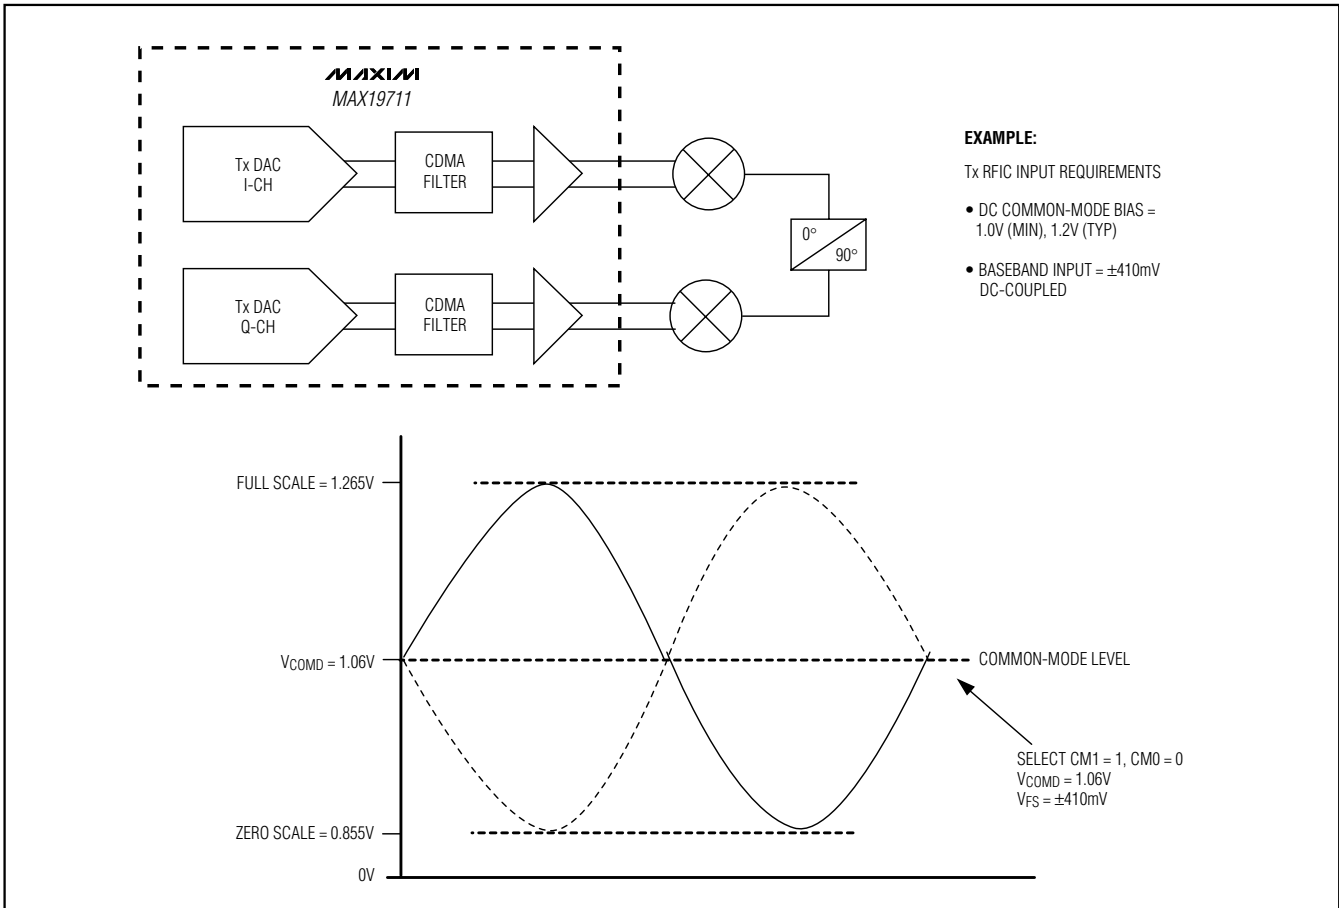 MAXIM
MAX19711
Tx DAC
I-CH
CDMA
FILTER
Tx DAC
Q-CH
CDMA
FILTER
0°
90°
EXAMPLE:
Tx RFIC INPUT REQUIREMENTS
• DC COMMON-MODE BIAS =
1.0V (MIN), 1.2V (TYP)
• BASEBAND INPUT = ±410mV
DC-COUPLED
FULL SCALE = 1.265V
VCOMD = 1.06V
COMMON-MODE LEVEL
SELECT CM1 = 1, CM0 = 0
VCOMD = 1.06V
VFS = ±410mV
ZERO SCALE = 0.855V
0V